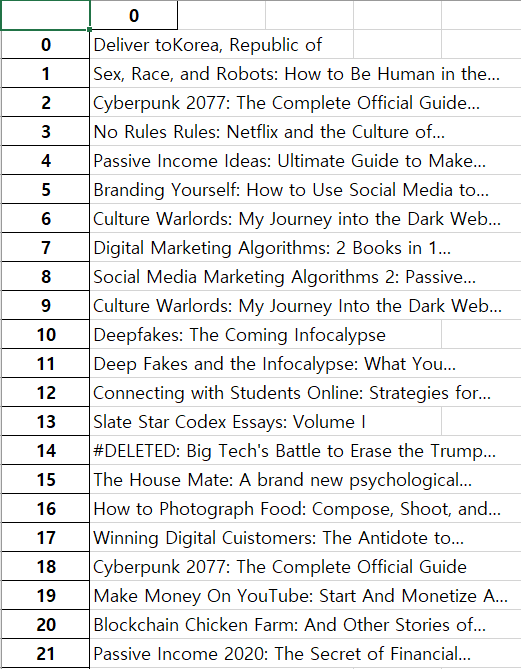 0
0 Deliver toKorea, Republic of
1 Sex, Race, and Robots: How to Be Human in the...
2 Cyberpunk 2077: The Complete Official Guide...
3 No Rules Rules: Netflix and the Culture of...
4 Passive Income Ideas: Ultimate Guide to Make...
5 Branding Yourself: How to Use Social Media to...
6 Culture Warlords: My Journey into the Dark Web...
7 Digital Marketing Algorithms: 2 Books in 1...
8 Social Media Marketing Algorithms 2: Passive...
9 Culture Warlords: My Journey Into the Dark Web...
10 Deepfakes: The Coming Infocalypse
11 Deep Fakes and the Infocalypse: What You...
12 Connecting with Students Online: Strategies for...
13 Slate Star Codex Essays: Volume I
14 #DELETED: Big Tech's Battle to Erase the Trump...
15 The House Mate: A brand new psychological...
16 How to Photograph Food: Compose, Shoot, and...
17 Winning Digital Cuistomers: The Antidote to...
18 Cyberpunk 2077: The Complete Official Guide
19 Make Money On YouTube: Start And Monetize A...
20 Blockchain Chicken Farm: And Other Stories of...
21 Passive Income 2020: The Secret of Financial...